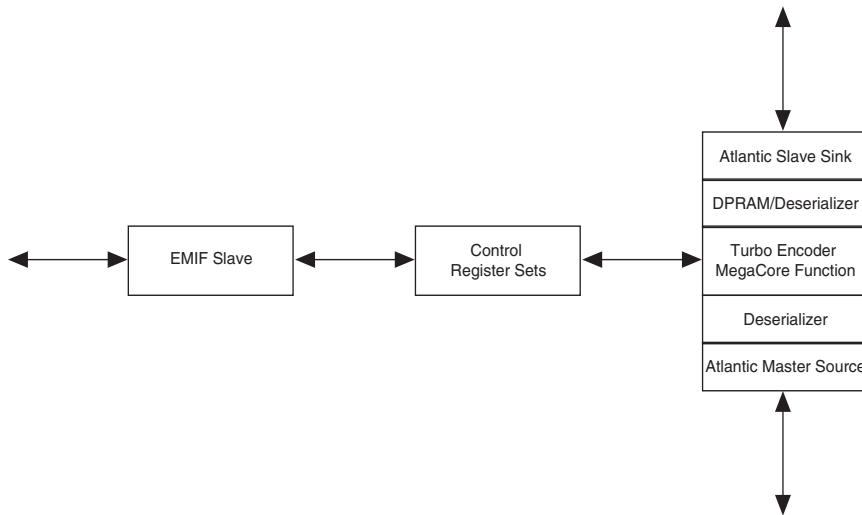 Atlantic Slave Sink
DPRAM/Deserializer
EMIF Slave
Control
Register Sets
Turbo Encoder
MegaCore Function
Deserializer
Atlantic Master Source